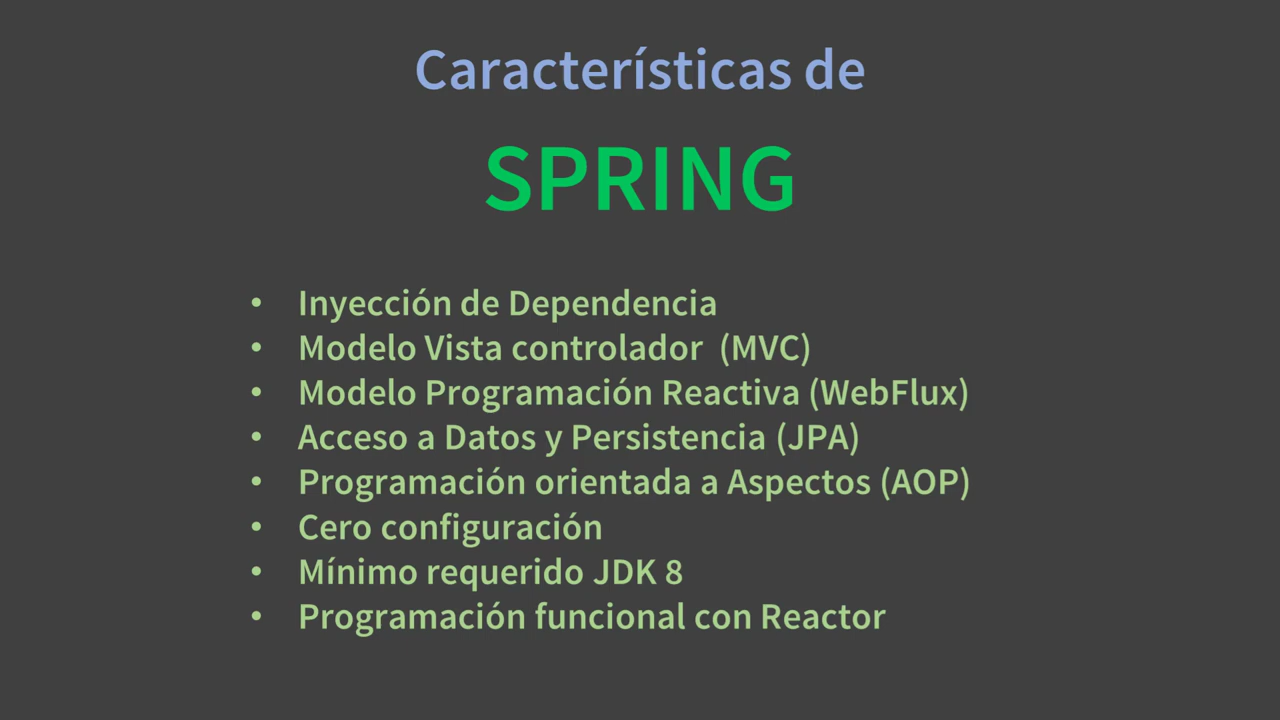 Características de
SPRING
• Inyección de Dependencia
• Modelo Vista controlador (MVC)
• Modelo Programación Reactiva (WebFlux)
• Acceso a Datos y Persistencia (JPA)
• Programación orientada a Aspectos (AOP)
• Cero configuración
• Mínimo requerido JDK 8
• Programación funcional con Reactor